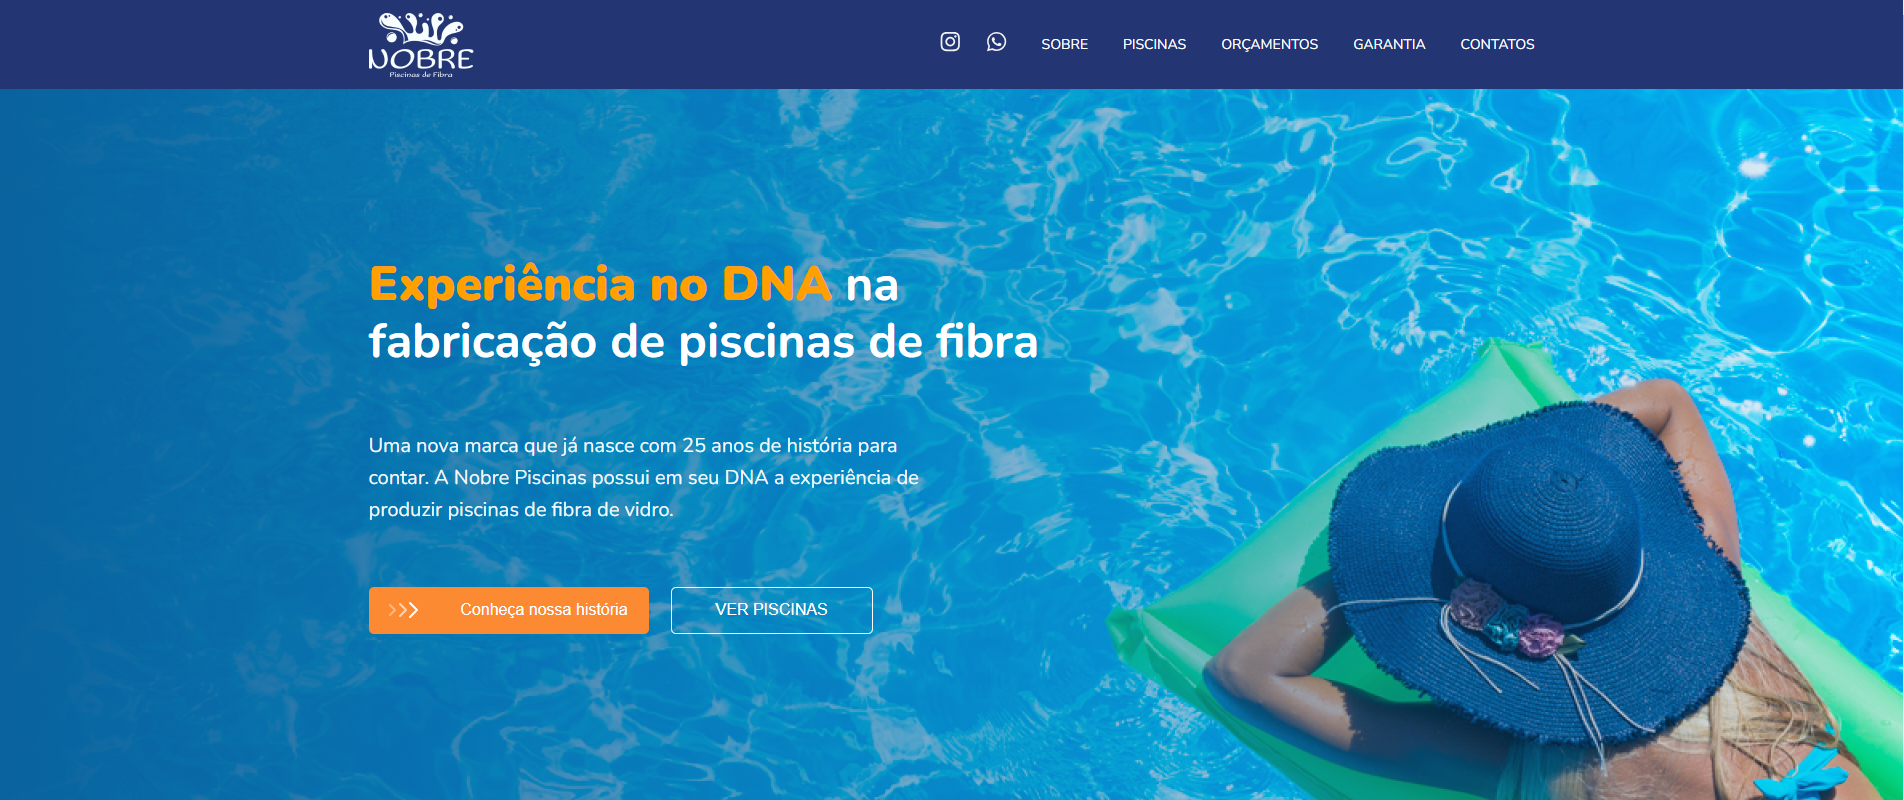 NOBRE
Piscinas de Fibra
SOBRE PISCINAS ORÇAMENTOS GARANTIA CONTATOS
Experiência no DNA na
fabricação de piscinas de fibra
Uma nova marca que já nasce com 25 anos de história para
contar. A Nobre Piscinas possui em seu DNA a experiência de
produzir piscinas de fibra de vidro.
Conheça nossa história VER PISCINAS